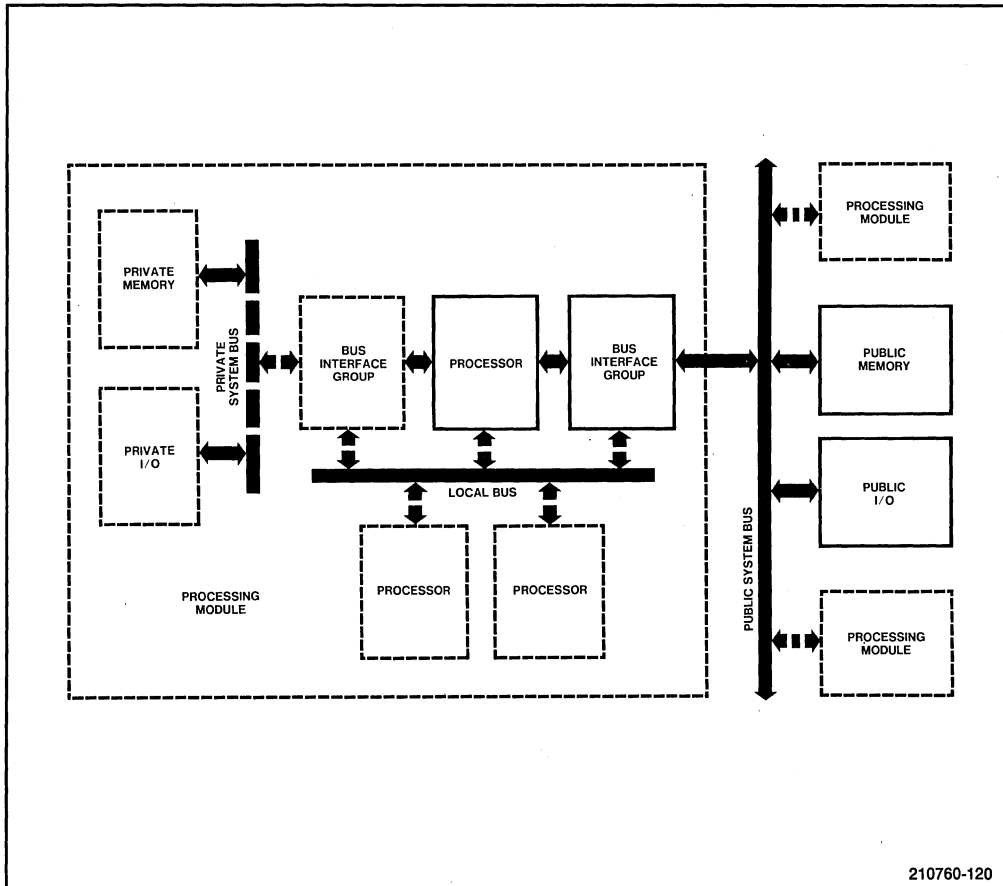 PRIVATE
MEMORY
PRIVATE
SYSTEM BUS
PRIVATE
I/O
BUS
INTERFACE
GROUP
PROCESSOR
BUS
INTERFACE
GROUP
LOCAL BUS
PROCESSOR
PROCESSOR
PROCESSING
MODULE
PUBLIC SYSTEM BUS
PROCESSING
MODULE
PUBLIC
MEMORY
PUBLIC
I/O
PROCESSING
MODULE
210760-120